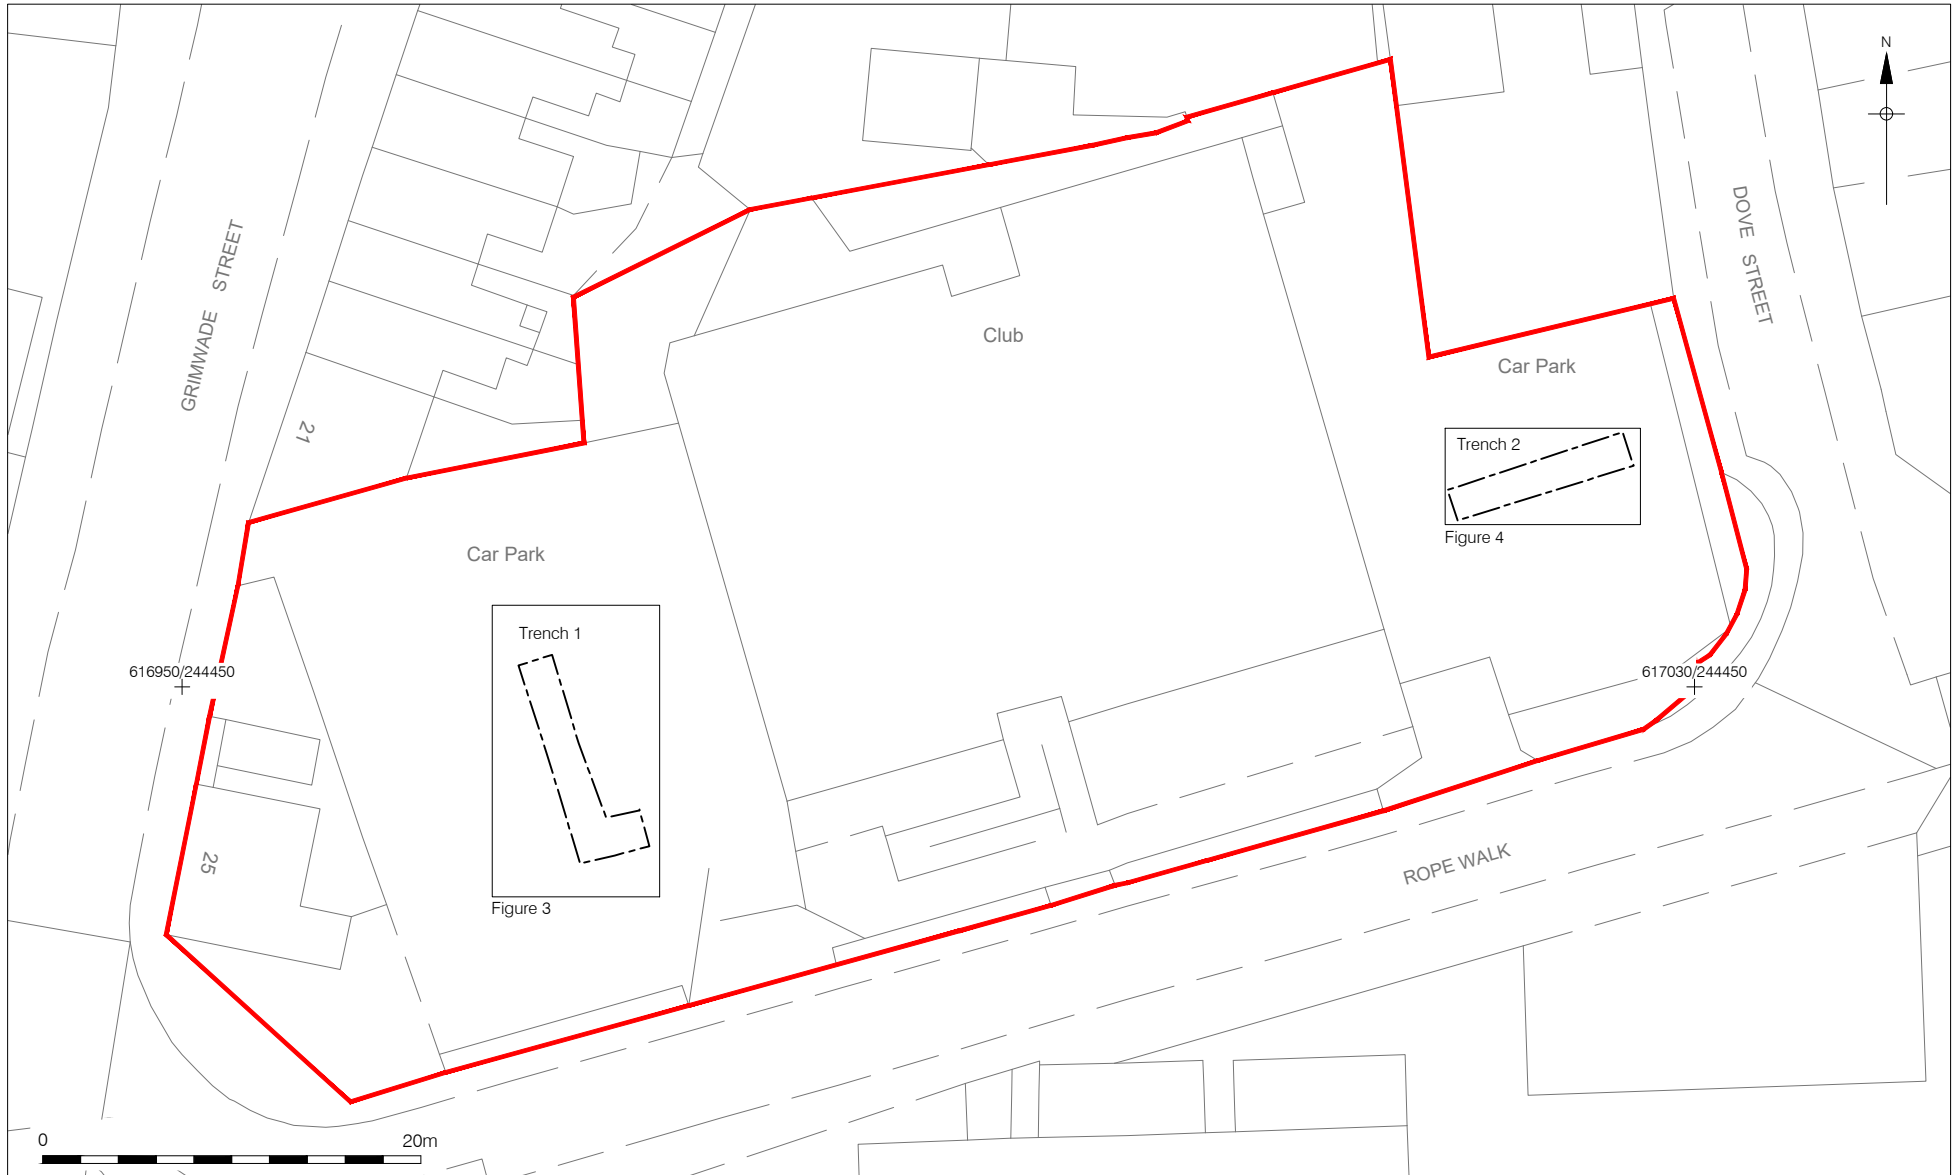 N
DOVE STREET
GRIMWADE STREET
Club
Car Park
21
Trench 2
Figure 4
Car Park
Trench 1
616950/244450
617030/244450
25
ROPE WALK
Figure 3
0 20m